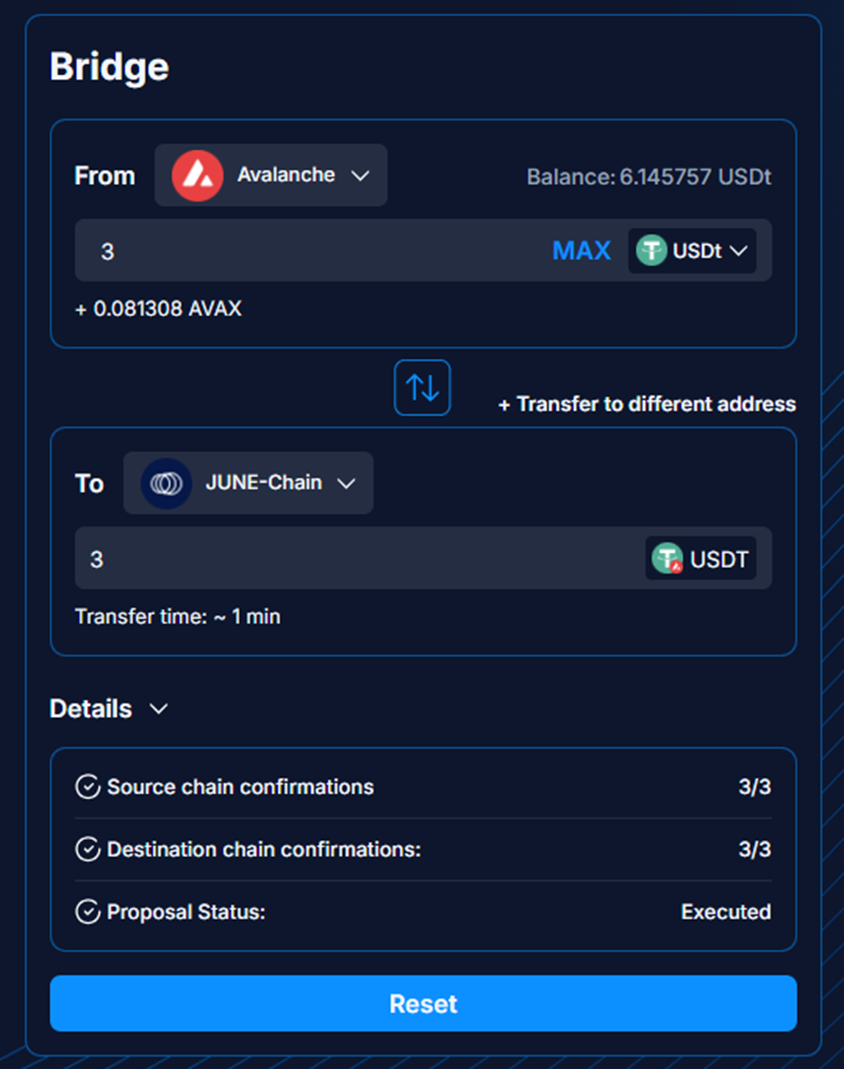 Bridge
From Avalanche Balance: 6.145757 USDt
3 MAX USDt
+ 0.081308 AVAX
+ Transfer to different address
To JUNE-Chain
3 USDT
Transfer time: ~ 1 min
Details
Source chain confirmations 3/3
Destination chain confirmations: 3/3
Proposal Status: Executed
Reset